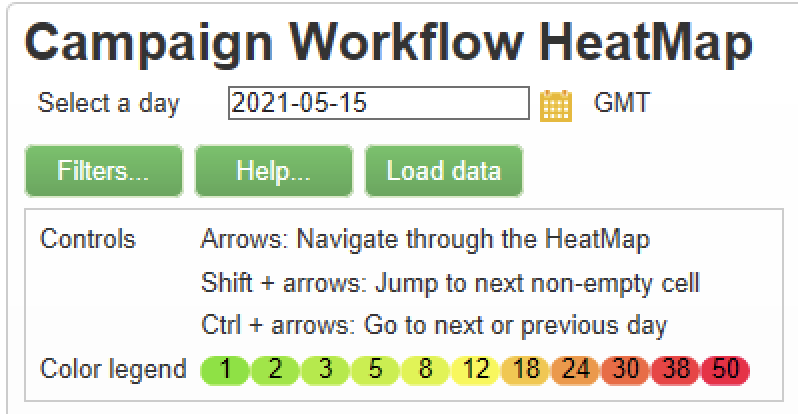 Campaign Workflow HeatMap
Select a day 2021-05-15 GMT
Filters... Help... Load data
Controls Arrows: Navigate through the HeatMap
Shift + arrows: Jump to next non-empty cell
Ctrl + arrows: Go to next or previous day
Color legend 1 2 3 5 8 12 18 24 30 38 50